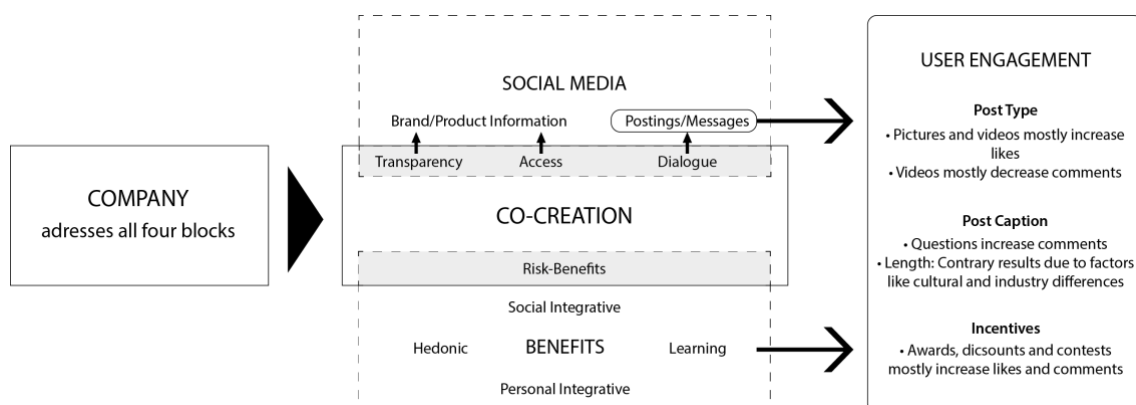 COMPANY
adresses all four blocks
SOCIAL MEDIA
Brand/Product Information
Postings/Messages
Transparency
Access
Dialogue
CO-CREATION
Risk-Benefits
Social Integrative
Hedonic
BENEFITS
Learning
Personal Integrative
USER ENGAGEMENT
Post Type
• Pictures and videos mostly increase
likes
• Videos mostly decrease comments
Post Caption
• Questions increase comments
• Length: Contrary results due to factors
like cultural and industry differences
Incentives
• Awards, dicsounts and contests
mostly increase likes and comments